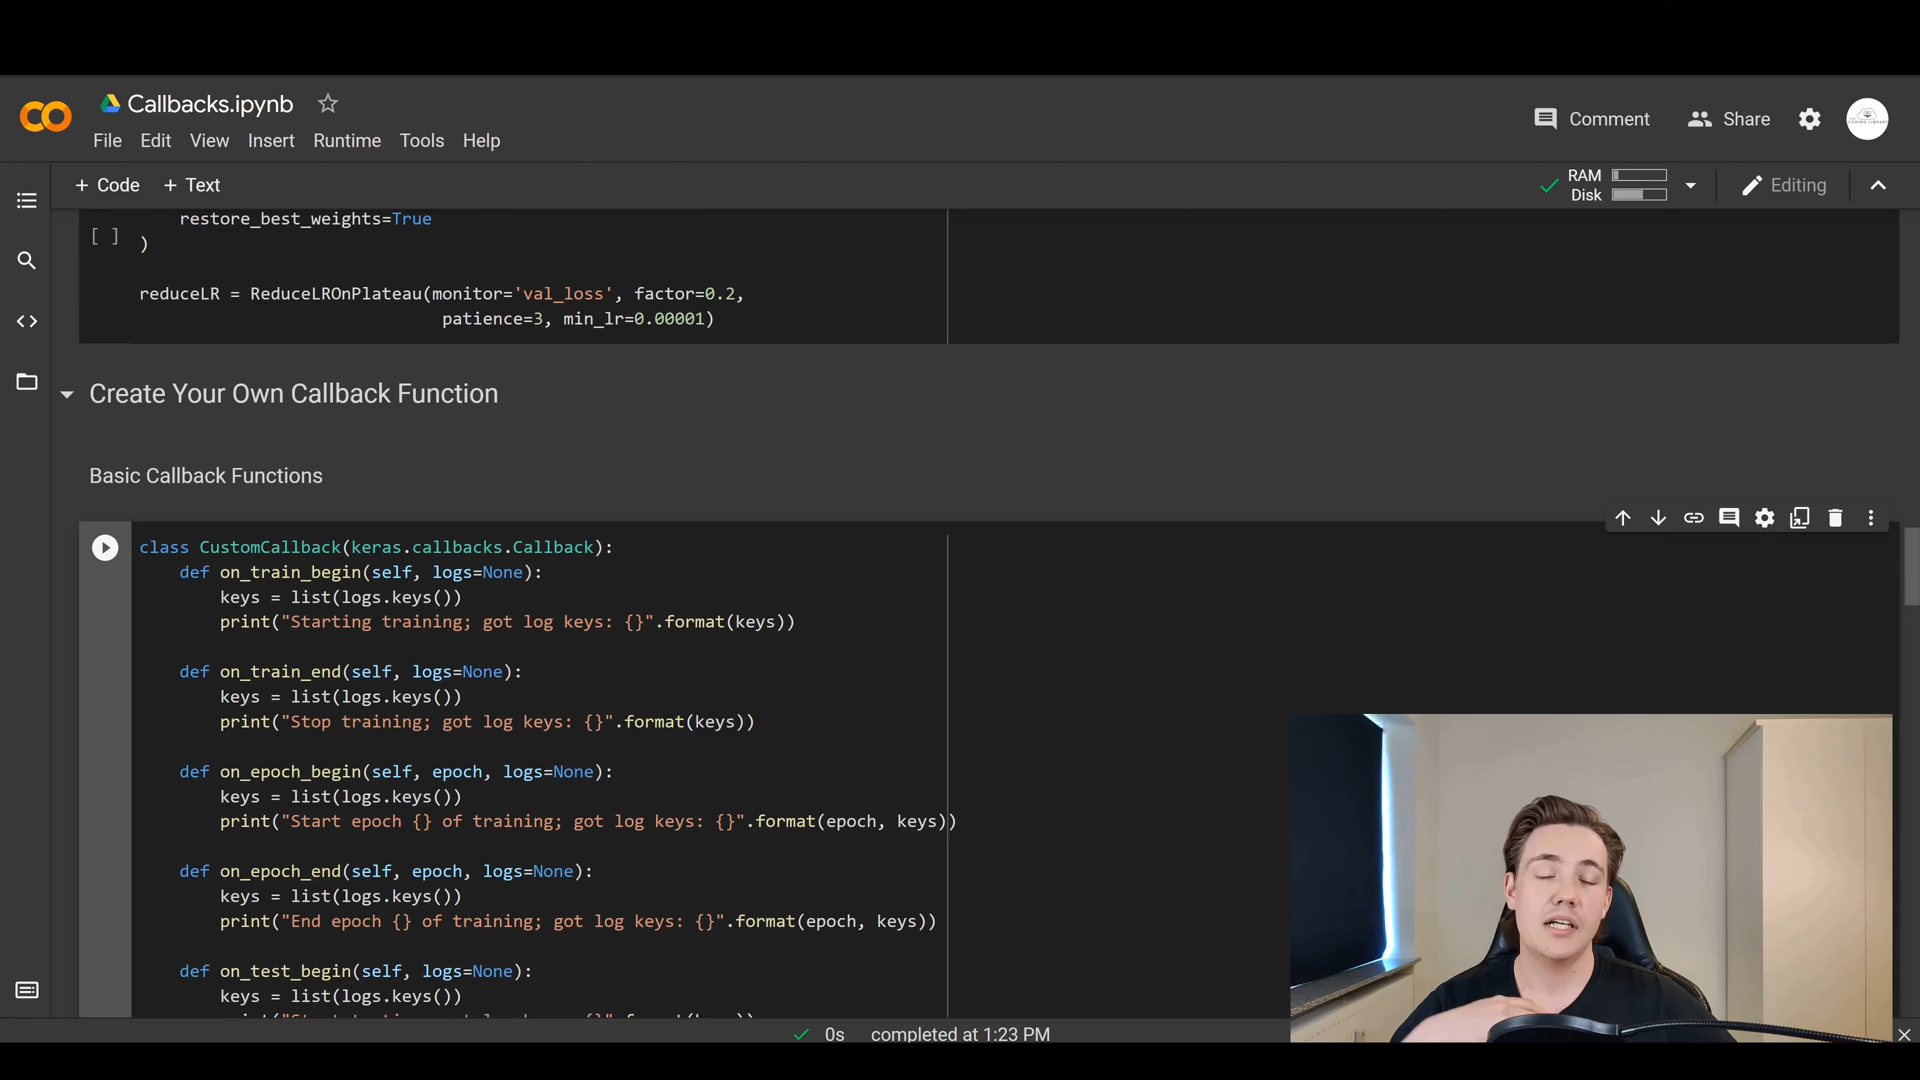 Callbacks.ipynb
File Edit View Insert Runtime Tools Help
Comment Share
+ Code + Text
RAM
Disk
Editing
restore_best_weights=True
[ ]
)
reduceLR = ReduceLROnPlateau(monitor='val_loss', factor=0.2,
patience=3, min_lr=0.00001)
Create Your Own Callback Function
Basic Callback Functions
class CustomCallback(keras.callbacks.Callback):
def on_train_begin(self, logs=None):
keys = list(logs.keys())
print("Starting training; got log keys: {}".format(keys))
def on_train_end(self, logs=None):
keys = list(logs.keys())
print("Stop training; got log keys: {}".format(keys))
def on_epoch_begin(self, epoch, logs=None):
keys = list(logs.keys())
print("Start epoch {} of training; got log keys: {}".format(epoch, keys))
def on_epoch_end(self, epoch, logs=None):
keys = list(logs.keys())
print("End epoch {} of training; got log keys: {}".format(epoch, keys))
def on_test_begin(self, logs=None):
keys = list(logs.keys())
0s completed at 1:23 PM